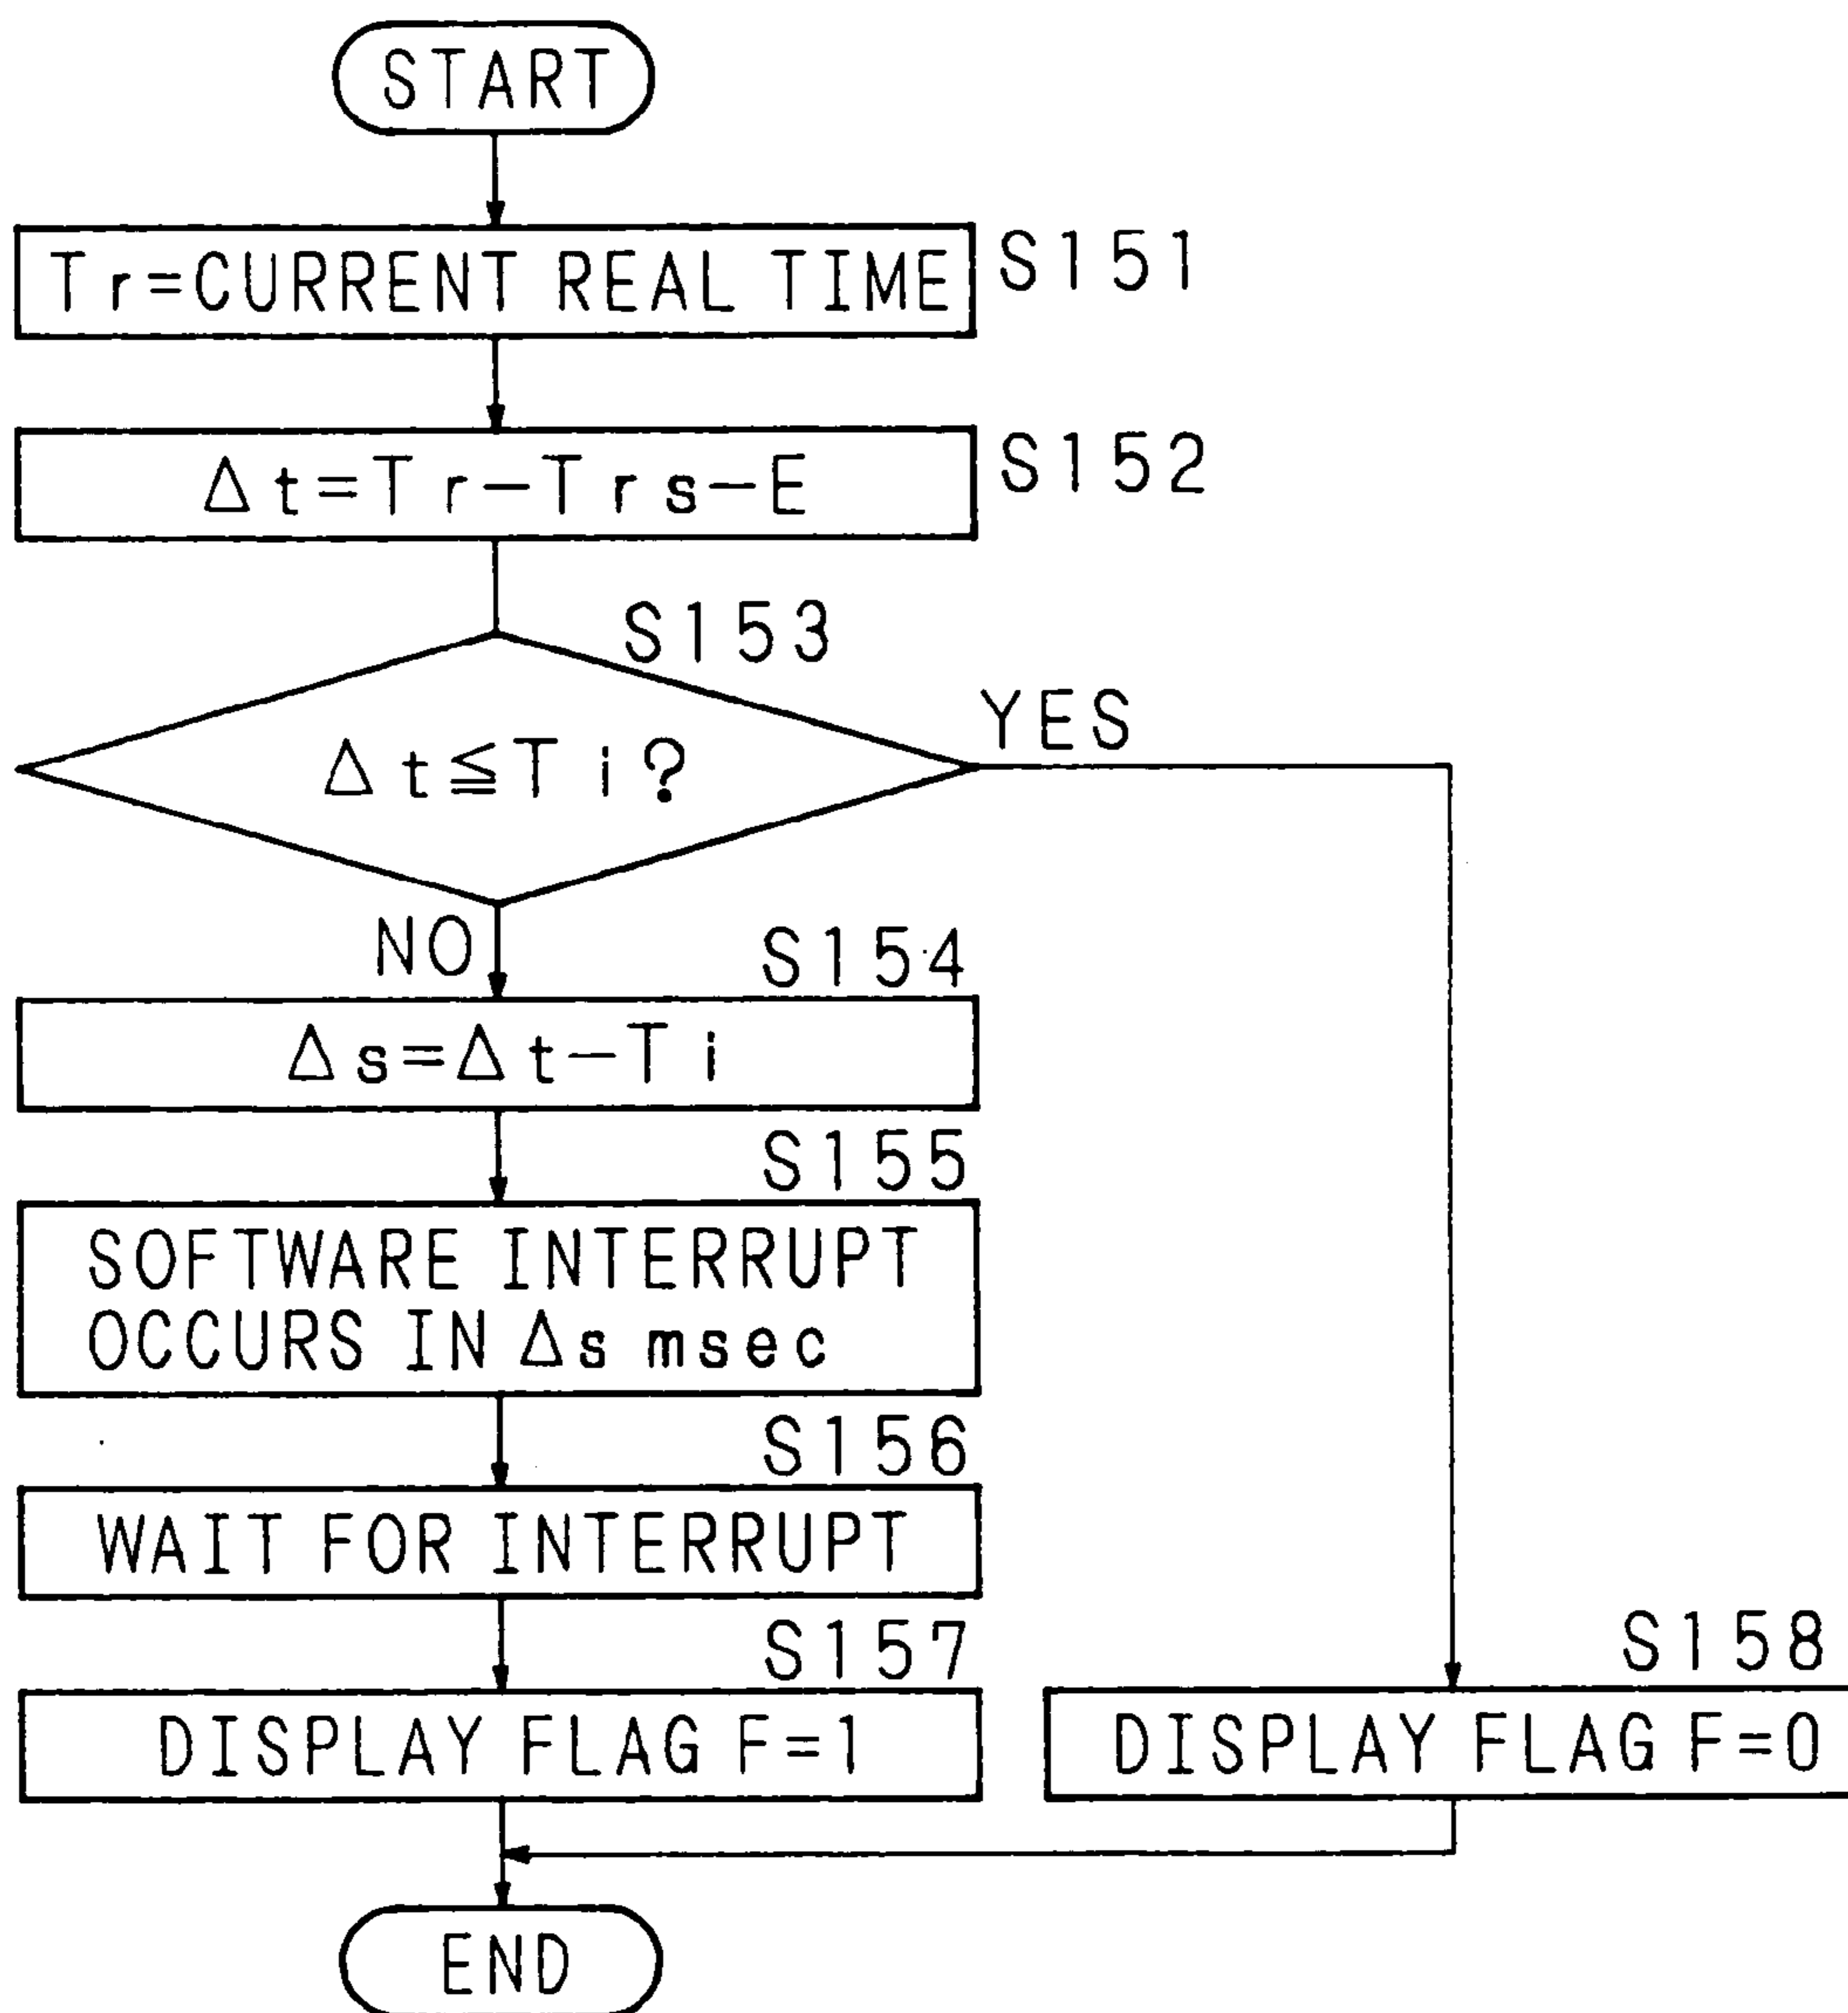 START
Tr=CURRENT REAL TIME
S151
Δt=Tr-Trs-E
S152
S153
Δt≦Ti?
YES
NO
S154
Δs=Δt-Ti
S155
SOFTWARE INTERRUPT
OCCURS IN Δs msec
S156
WAIT FOR INTERRUPT
S157
DISPLAY FLAG F=1
S158
DISPLAY FLAG F=0
END